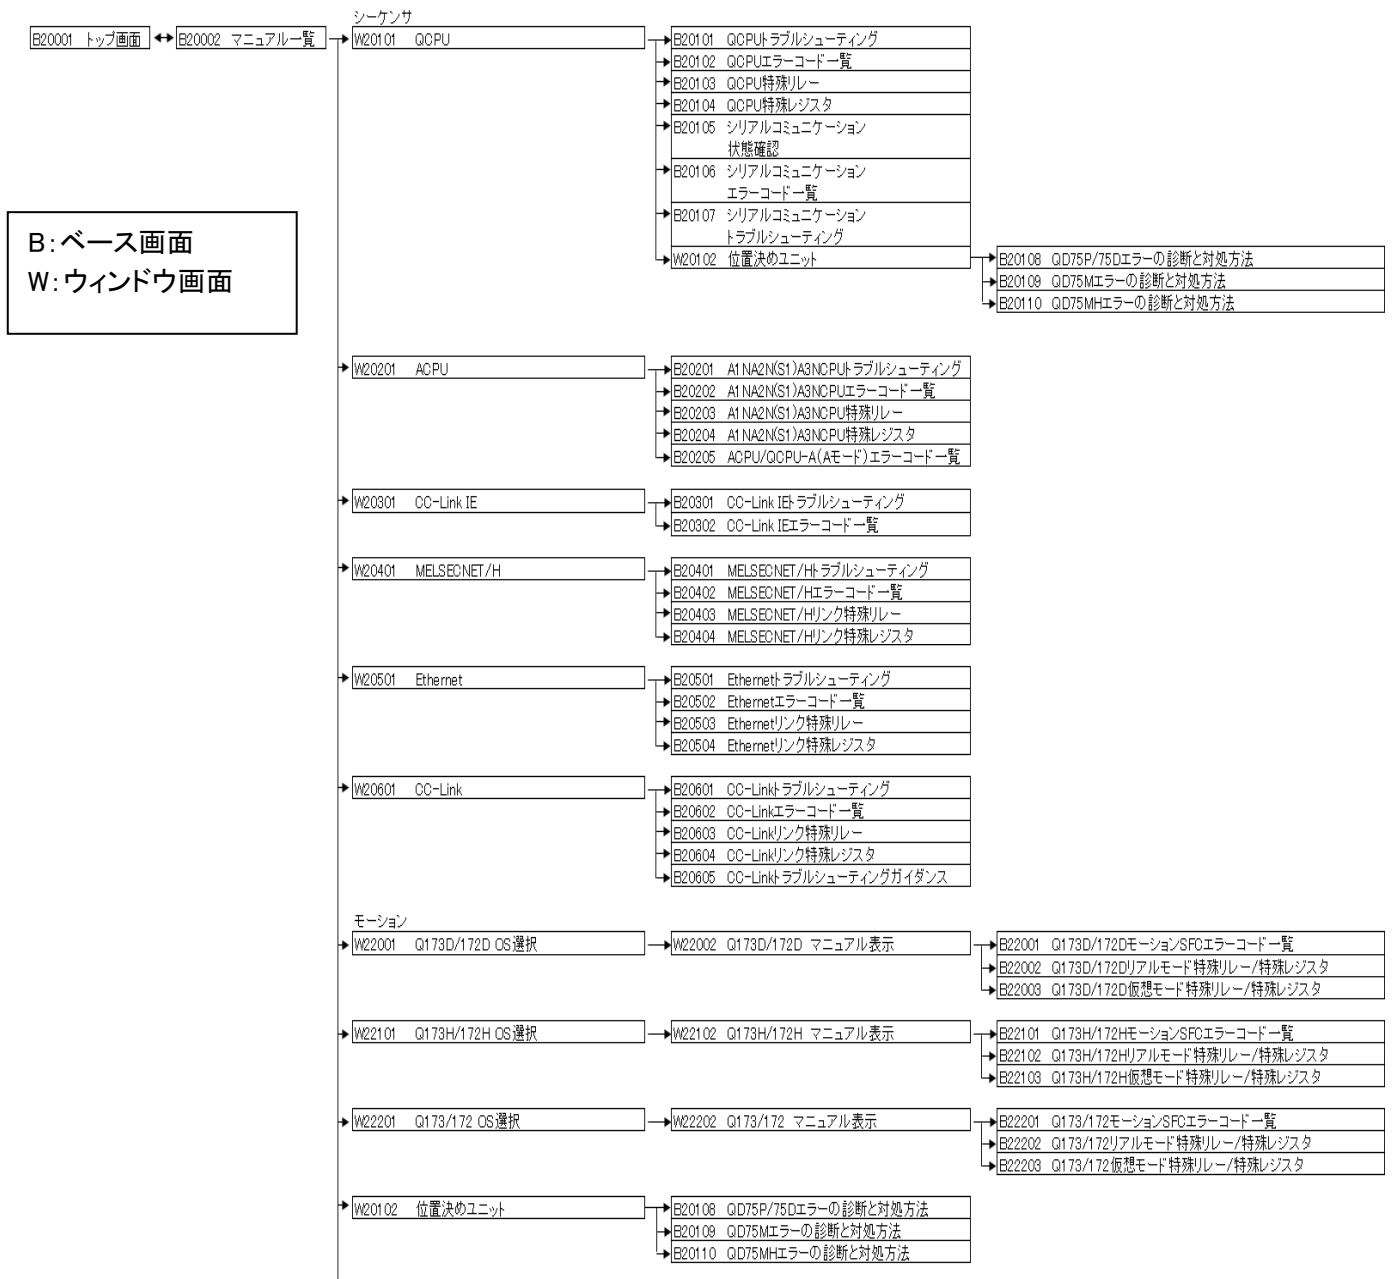 シーケンサ
B20001 トップ画面
B20002 マニュアル一覧
W20101 QCPU
B20101 QCPUトラブルシューティング
B20102 QCPUエラーコード一覧
B20103 QCPU特殊リレー
B20104 QCPU特殊レジスタ
B20105 シリアルコミュニケーション
状態確認
B20106 シリアルコミュニケーション
エラーコード一覧
B20107 シリアルコミュニケーション
トラブルシューティング
W20102 位置決めユニット
B20108 QD75P/75Dエラーの診断と対処方法
B20109 QD75Mエラーの診断と対処方法
B20110 QD75MHエラーの診断と対処方法
B:ベース画面
W:ウィンドウ画面
W20201 ACPU
B20201 A1NA2N(S1)A3NCPUトラブルシューティング
B20202 A1NA2N(S1)A3NCPUエラーコード一覧
B20203 A1NA2N(S1)A3NCPU特殊リレー
B20204 A1NA2N(S1)A3NCPU特殊レジスタ
B20205 ACPU/QCPU-A(Aモード)エラーコード一覧
W20301 CC-Link IE
B20301 CC-Link IEトラブルシューティング
B20302 CC-Link IEエラーコード一覧
W20401 MELSECNET/H
B20401 MELSECNET/Hトラブルシューティング
B20402 MELSECNET/Hエラーコード一覧
B20403 MELSECNET/Hリンク特殊リレー
B20404 MELSECNET/Hリンク特殊レジスタ
W20501 Ethernet
B20501 Ethernetトラブルシューティング
B20502 Ethernetエラーコード一覧
B20503 Ethernetリンク特殊リレー
B20504 Ethernetリンク特殊レジスタ
W20601 CC-Link
B20601 CC-Linkトラブルシューティング
B20602 CC-Linkエラーコード一覧
B20603 CC-Linkリンク特殊リレー
B20604 CC-Linkリンク特殊レジスタ
B20605 CC-Linkトラブルシューティングガイダンス
モーション
W22001 Q173D/172D OS選択
W22002 Q173D/172D マニュアル表示
B22001 Q173D/172DモーションSFCエラーコード一覧
B22002 Q173D/172Dリアルモード特殊リレー/特殊レジスタ
B22003 Q173D/172D仮想モード特殊リレー/特殊レジスタ
W22101 Q173H/172H OS選択
W22102 Q173H/172H マニュアル表示
B22101 Q173H/172HモーションSFCエラーコード一覧
B22102 Q173H/172Hリアルモード特殊リレー/特殊レジスタ
B22103 Q173H/172H仮想モード特殊リレー/特殊レジスタ
W22201 Q173/172 OS選択
W22202 Q173/172 マニュアル表示
B22201 Q173/172モーションSFCエラーコード一覧
B22202 Q173/172リアルモード特殊リレー/特殊レジスタ
B22203 Q173/172仮想モード特殊リレー/特殊レジスタ
W20102 位置決めユニット
B20108 QD75P/75Dエラーの診断と対処方法
B20109 QD75Mエラーの診断と対処方法
B20110 QD75MHエラーの診断と対処方法